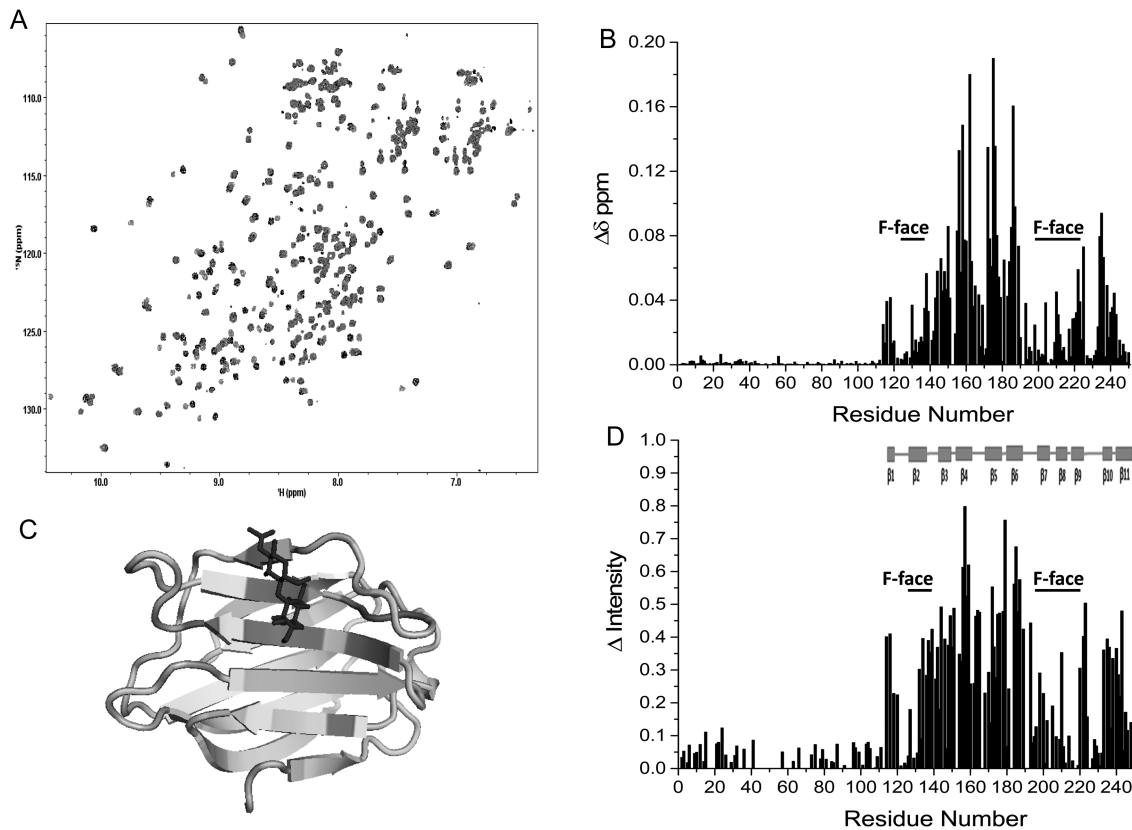 A
110.0
115.0
120.0
125.0
130.0
¹⁵N (ppm)
10.0 9.0 8.0 7.0
¹H (ppm)
B
Δδ ppm
0.20
0.16
0.12
0.08
0.04
0.00
F-face F-face
0 20 40 60 80 100 120 140 160 180 200 220 240
Residue Number
C
D
Δ Intensity
1.0
0.9
0.8
0.7
0.6
0.5
0.4
0.3
0.2
0.1
0.0
β1 β2 β3 β4 β5 β6 β7 β8 β9 β10 β11
F-face F-face
0 20 40 60 80 100 120 140 160 180 200 220 240
Residue Number